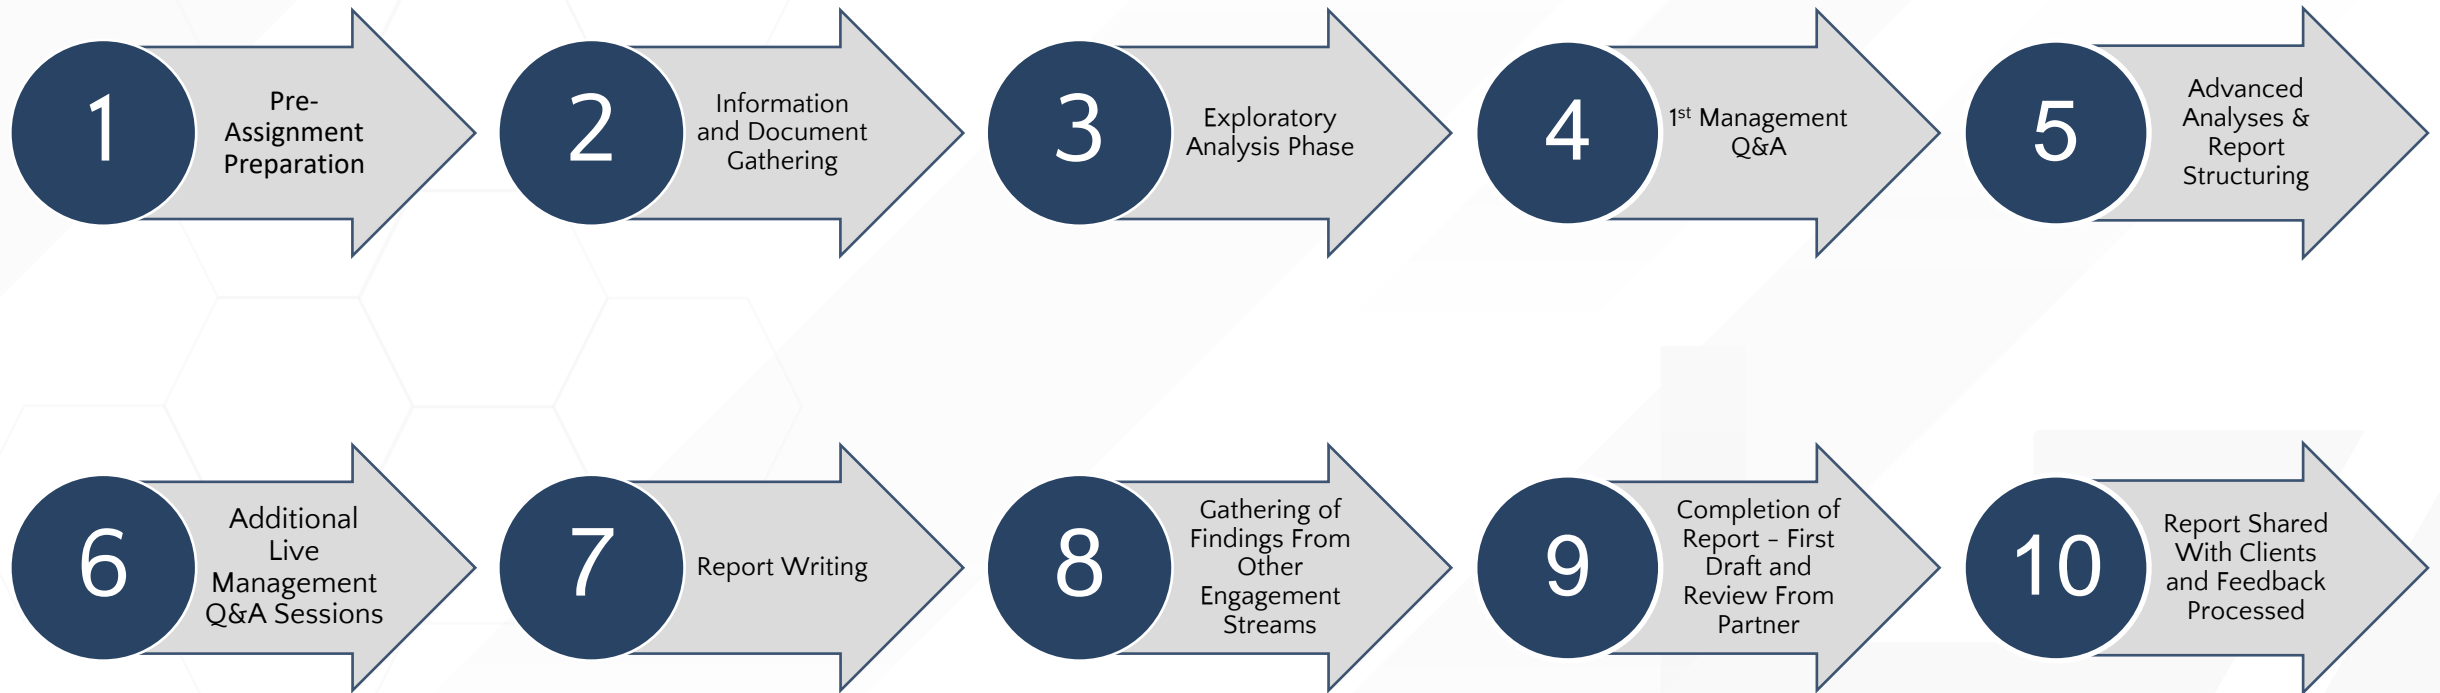 1
Pre-
Assignment
Preparation
2
Information
and Document
Gathering
3
Exploratory
Analysis Phase
4
1st Management
Q&A
5
Advanced
Analyses &
Report
Structuring
6
Additional
Live
Management
Q&A Sessions
7
Report Writing
8
Gathering of
Findings From
Other
Engagement
Streams
9
Completion of
Report - First
Draft and
Review From
Partner
10
Report Shared
With Clients
and Feedback
Processed